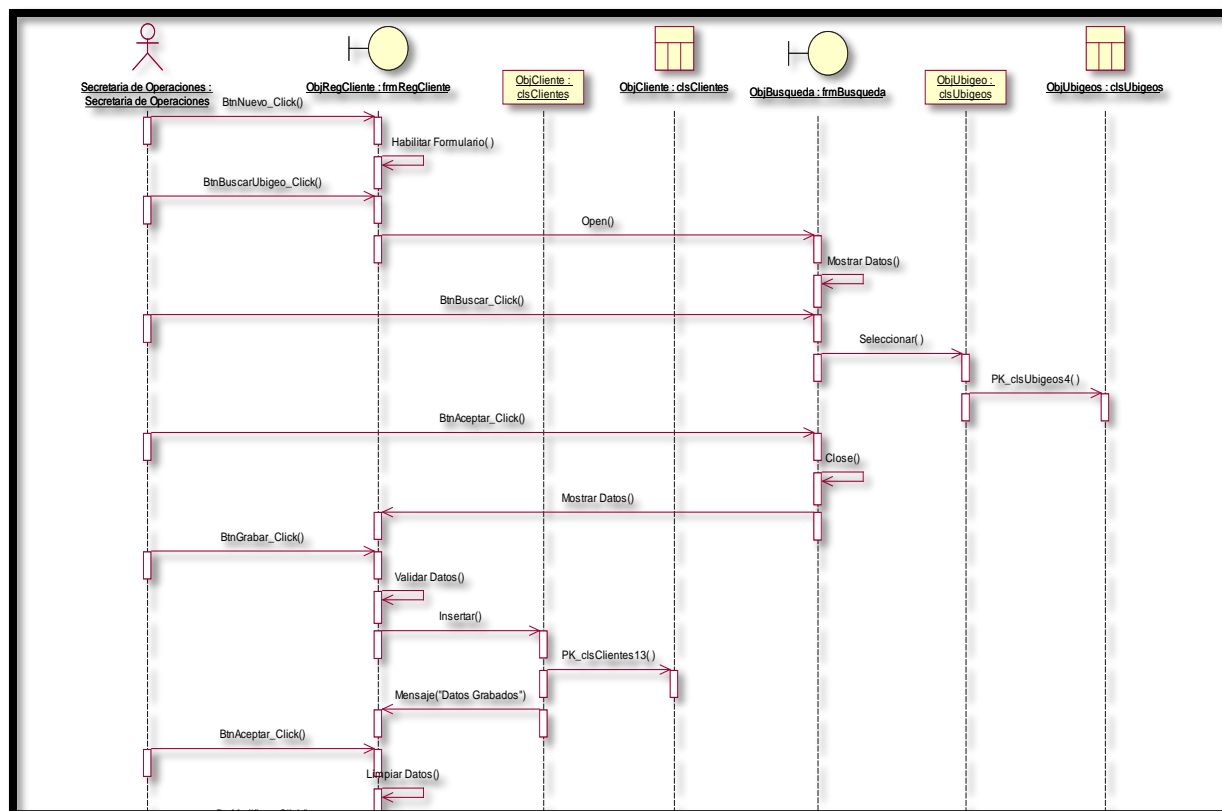 Secretaria de Operaciones :
Secretaria de Operaciones
ObjRegCliente : frmRegCliente
ObjCliente :
clsClientes
ObjCliente : clsClientes
ObjBusqueda : frmBusqueda
ObjUbigeo :
clsUbigeos
ObjUbigeos : clsUbigeos
BtnNuevo_Click()
Habilitar Formulario( )
BtnBuscarUbigeo_Click()
Open()
Mostrar Datos()
BtnBuscar_Click()
Seleccionar( )
PK_clsUbigeos4( )
BtnAceptar_Click()
Close()
Mostrar Datos()
BtnGrabar_Click()
Validar Datos()
Insertar()
PK_clsClientes13( )
Mensaje("Datos Grabados")
BtnAceptar_Click()
Limpiar Datos()